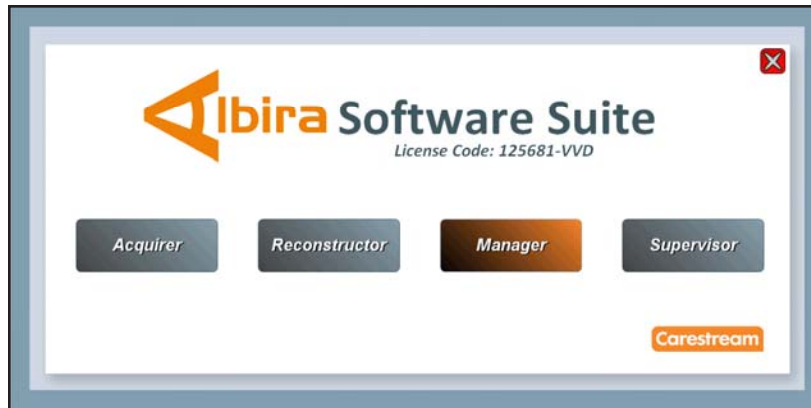 Albira Software Suite
License Code: 125681-VVD
Acquirer Reconstructor Manager Supervisor
Carestream